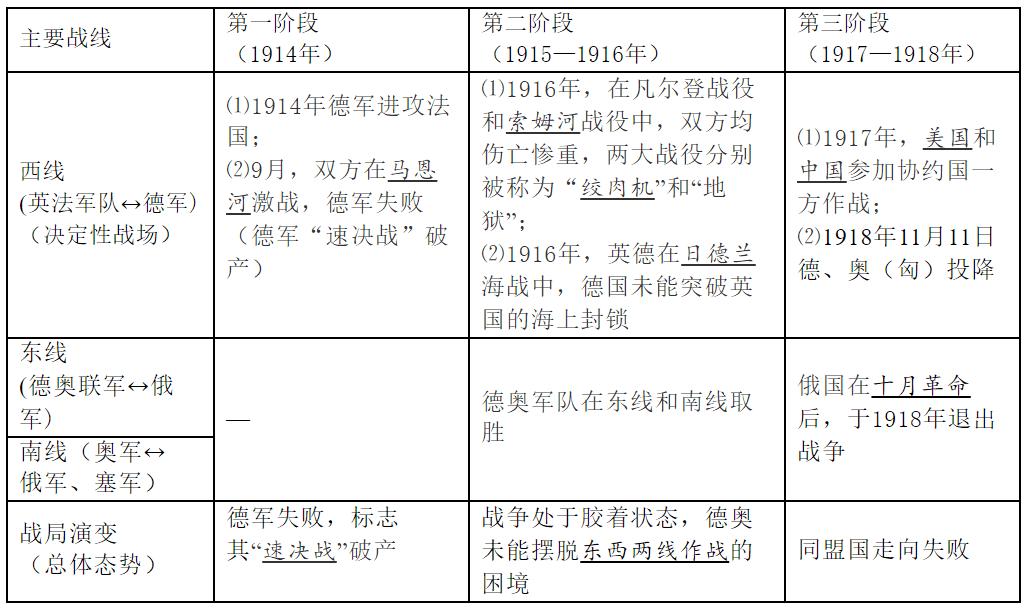 主要战线
第一阶段
（1914年）
第二阶段
（1915—1916年）
第三阶段
（1917—1918年）
西线
(英法军队↔德军)
（决定性战场）
⑴1914年德军进攻法
国；
⑵9月，双方在马恩
河激战，德军失败
（德军“速决战”破
产）
⑴1916年，在凡尔登战役
和索姆河战役中，双方均
伤亡惨重，两大战役分别
被称为“绞肉机”和“地
狱”；
⑵1916年，英德在日德兰
海战中，德国未能突破英
国的海上封锁
⑴1917年，美国和
中国参加协约国一
方作战；
⑵1918年11月11日
德、奥（匈）投降
东线
(德奥联军↔俄
军）
南线（奥军↔
俄军、塞军）
—
德奥军队在东线和南线取
胜
俄国在十月革命
后，于1918年退出
战争
战局演变
（总体态势）
德军失败，标志
其“速决战”破产
战争处于胶着状态，德奥
未能摆脱东西两线作战的
困境
同盟国走向失败